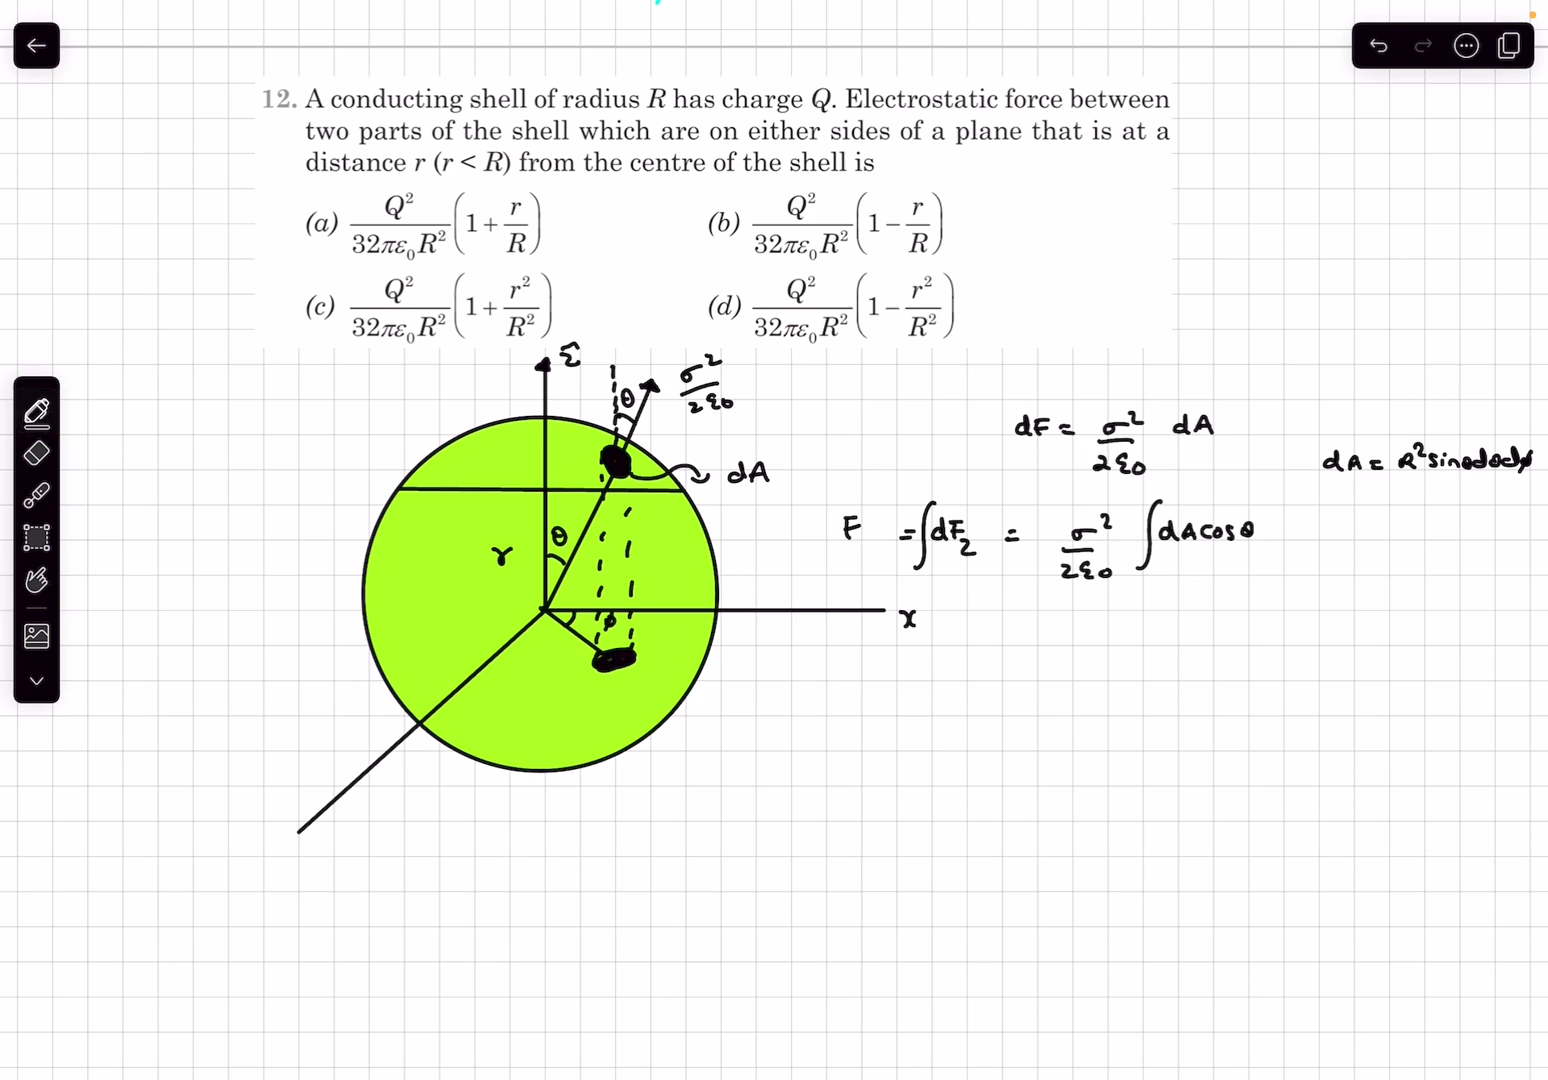 12. A conducting shell of radius R has charge Q. Electrostatic force between
two parts of the shell which are on either sides of a plane that is at a
distance r (r < R) from the centre of the shell is
(a) Q²/32πε₀R² (1 + r/R)
(b) Q²/32πε₀R² (1 − r/R)
(c) Q²/32πε₀R² (1 + r²/R²)
(d) Q²/32πε₀R² (1 − r²/R²)
θ
σ²/2ε₀
dA
θ
r
φ
x
dF = σ²/2ε₀ dA
dA = R²sinθdθdφ
F = ∫dF_z = σ²/2ε₀ ∫dA cosθ